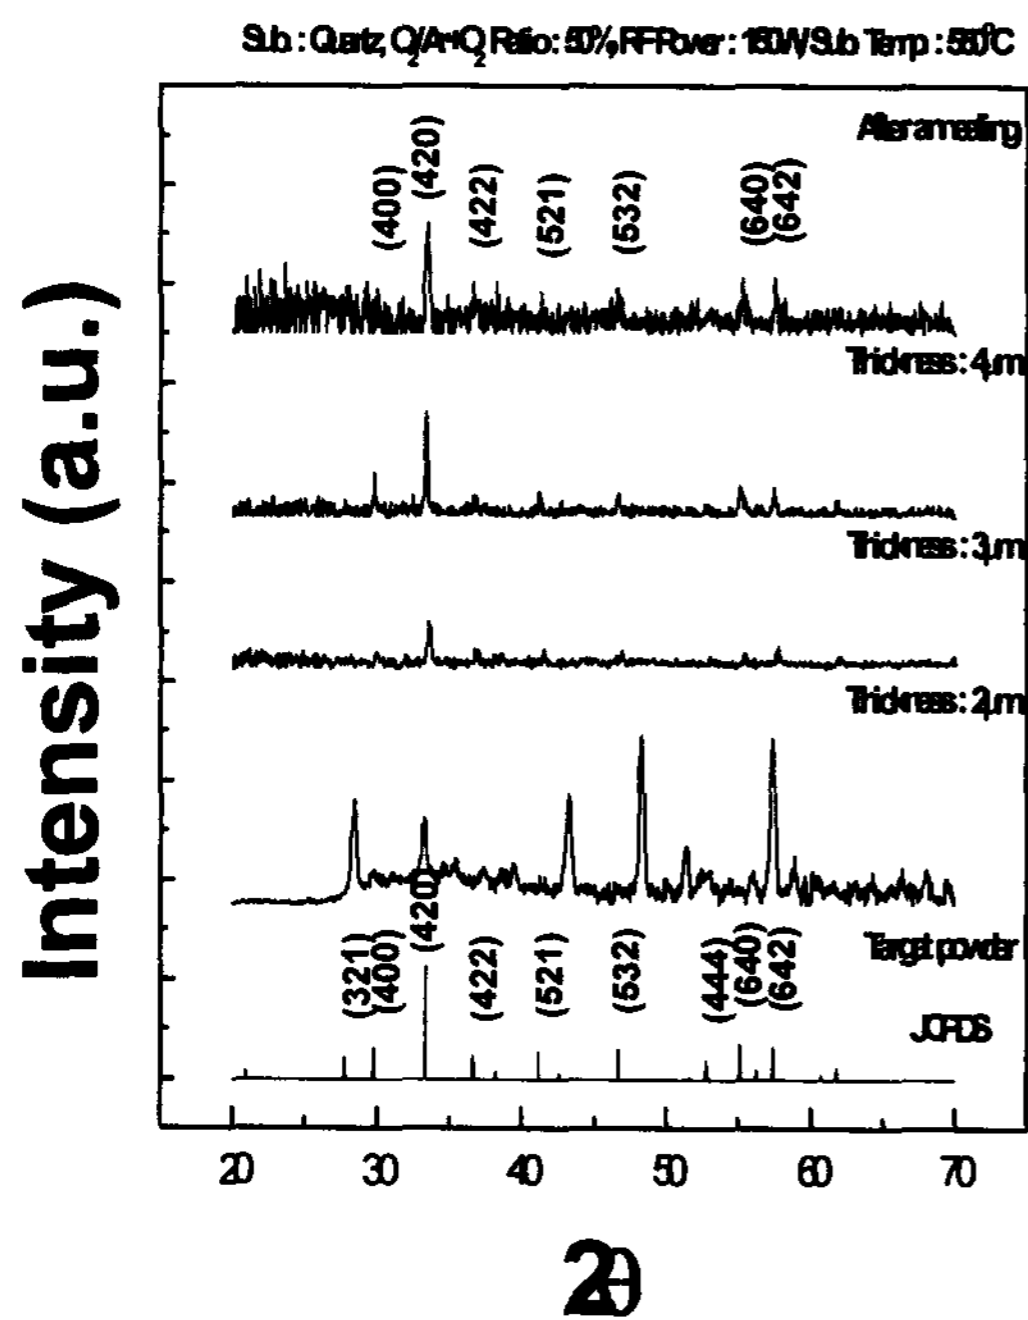 Sub. : Quartz, O2/Ar+O2 Ratio : 50%, RF Power : 150W, Sub Temp : 550°C
After annealing
(400) (420) (422) (521) (532) (640) (642)
Thickness : 4μm
Thickness : 3μm
Thickness : 2μm
Target powder
(321) (400) (420) (422) (521) (532) (444) (640) (642)
JCPDS
Intensity (a.u.)
20 30 40 50 60 70
2θ